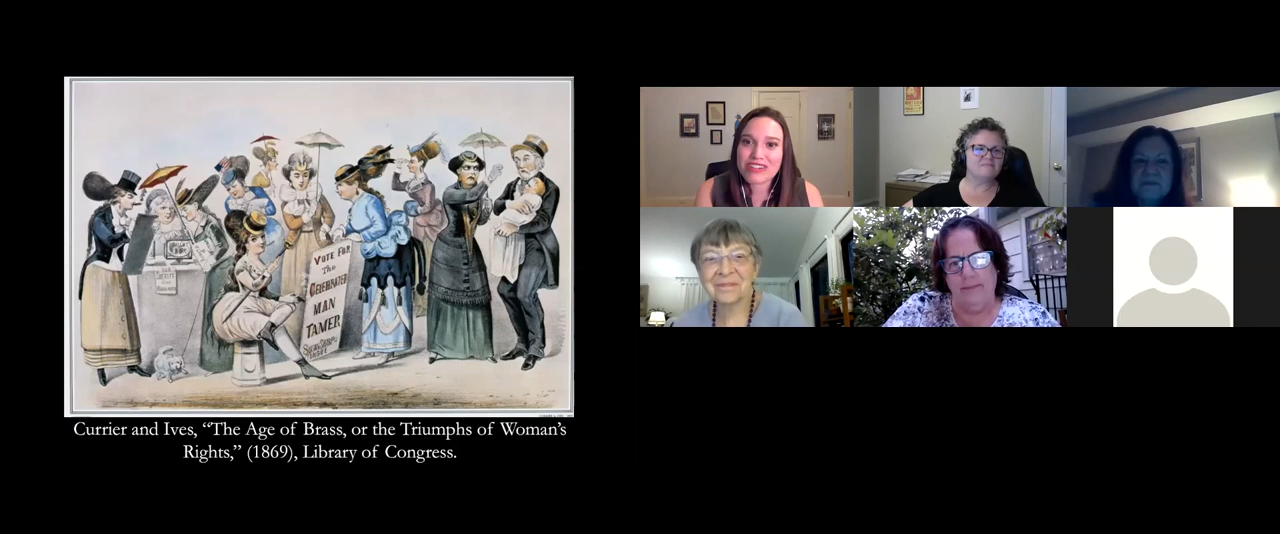 VOTE FOR
The
CELEBRATED
MAN
TAMER
Currier and Ives, “The Age of Brass, or the Triumphs of Woman’s
Rights,” (1869), Library of Congress.